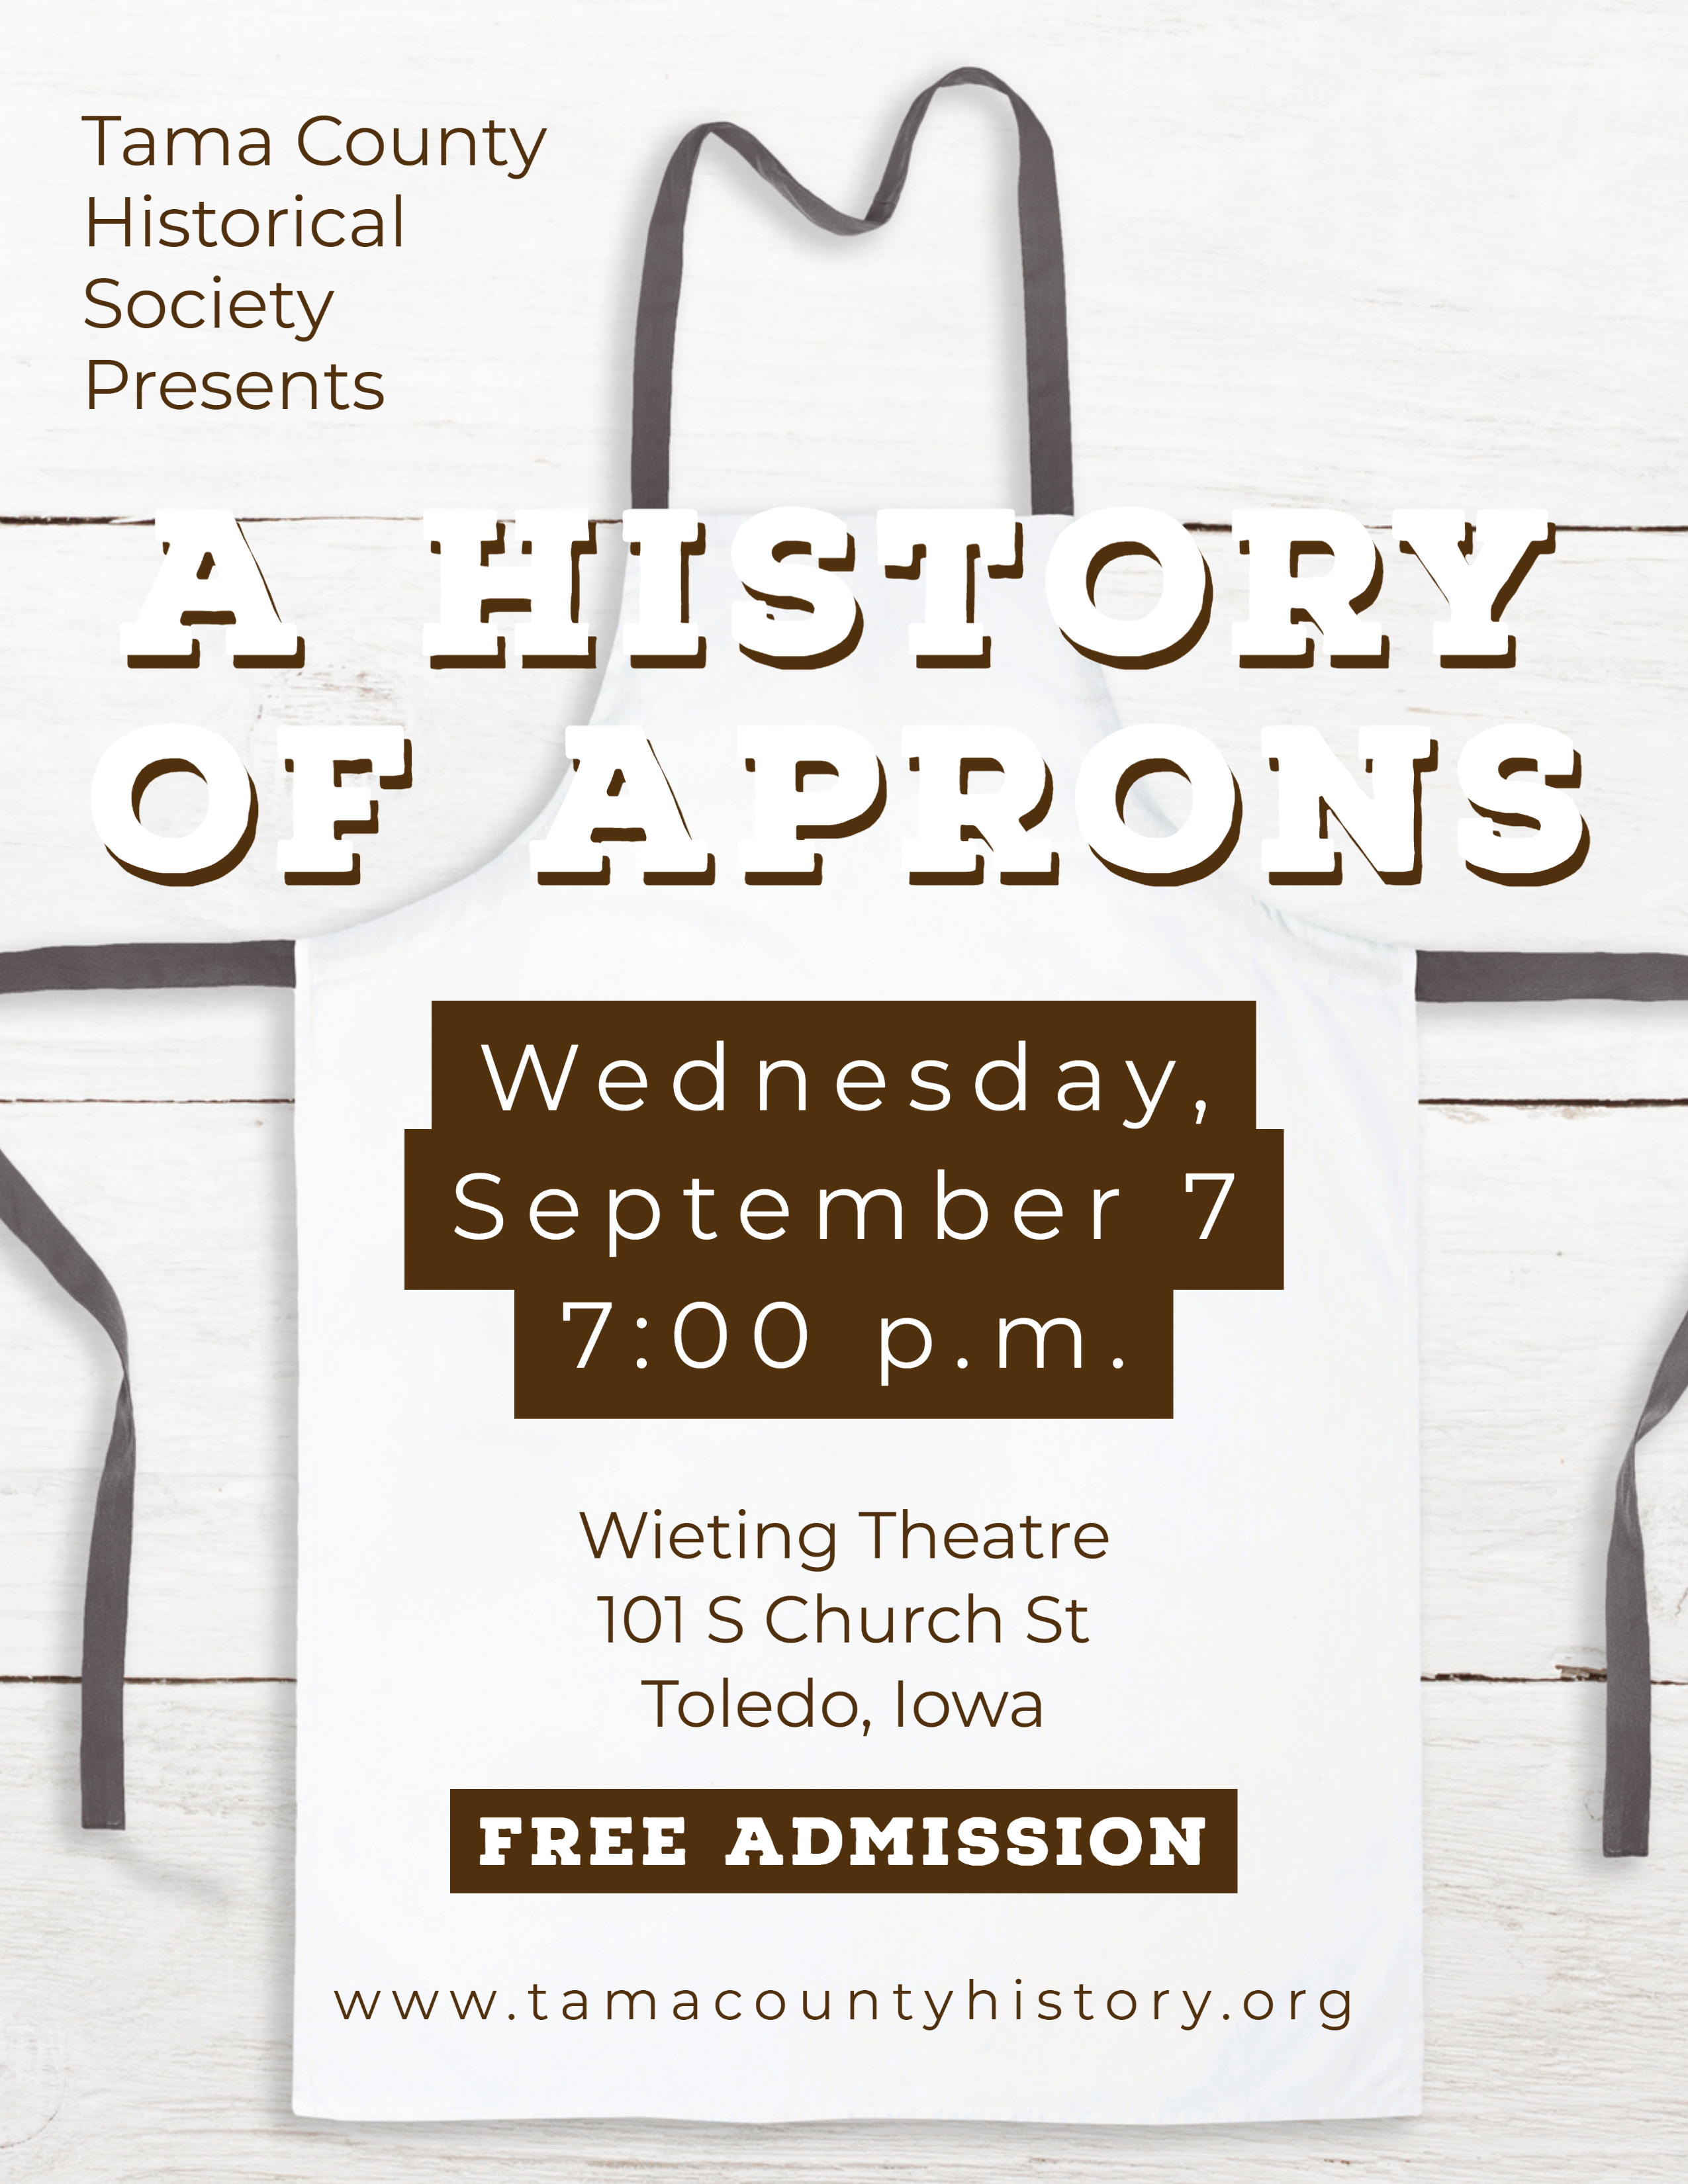 Tama County
Historical
Society
Presents
A HISTORY
OF APRONS
Wednesday,
September 7
7:00 p.m.
Wieting Theatre
101 S Church St
Toledo, Iowa
FREE ADMISSION
www.tamacountyhistory.org